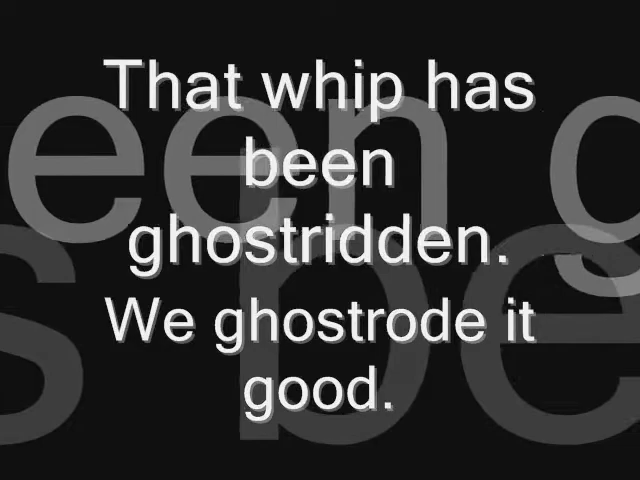 That whip has
been
ghostridden.
We ghostrode it
good.